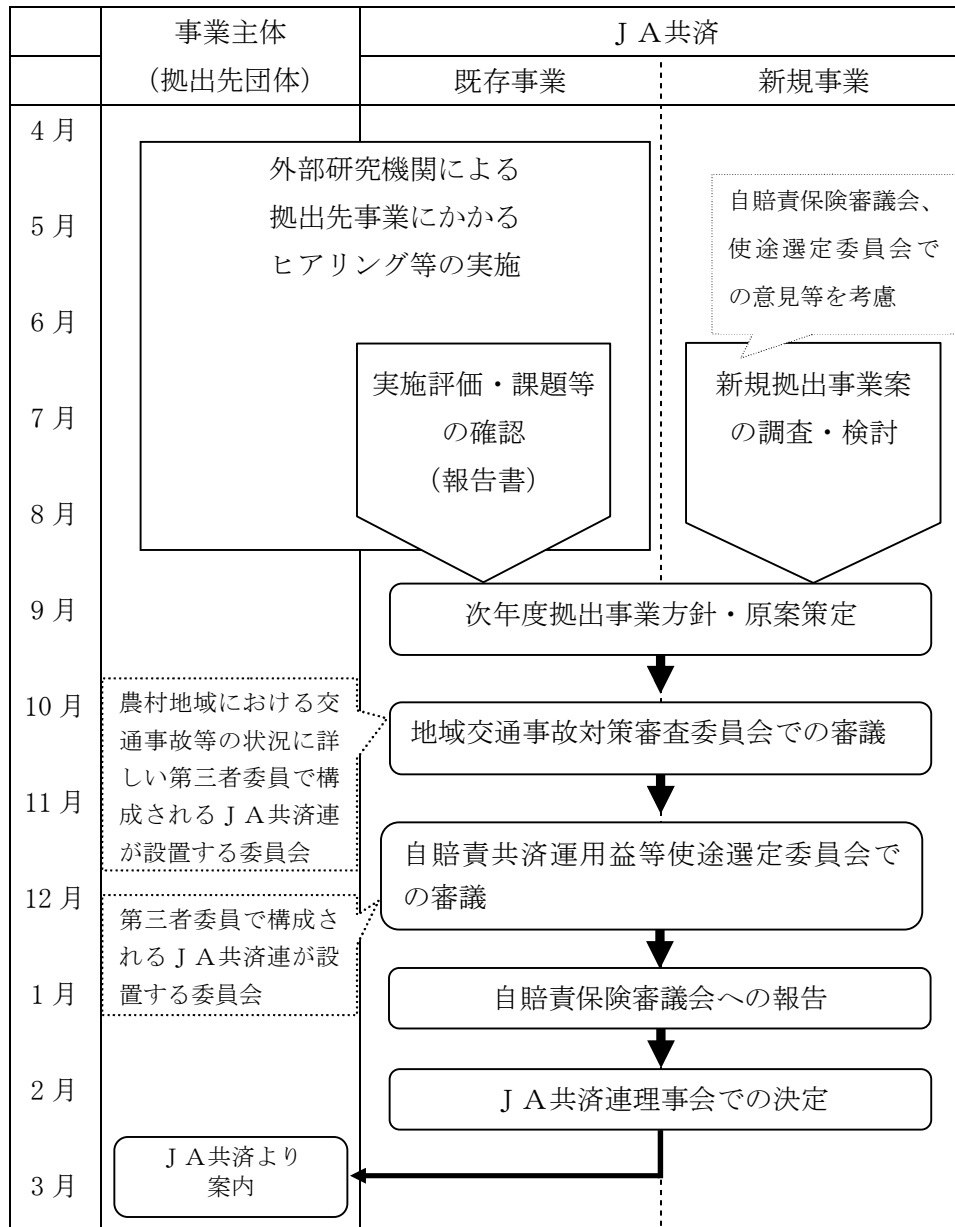 事業主体
（拠出先団体）
ＪＡ共済
既存事業
新規事業
４月
５月
６月
７月
８月
９月
10月
11月
12月
１月
２月
３月
外部研究機関による
拠出先事業にかかる
ヒアリング等の実施
自賠責保険審議会、
使途選定委員会で
の意見等を考慮
実施評価・課題等
の確認
（報告書）
新規拠出事業案
の調査・検討
次年度拠出事業方針・原案策定
農村地域における交
通事故等の状況に詳
しい第三者委員で構
成されるＪＡ共済連
が設置する委員会
地域交通事故対策審査委員会での審議
自賠責共済運用益等使途選定委員会で
の審議
第三者委員で構成さ
れるＪＡ共済連が設
置する委員会
自賠責保険審議会への報告
ＪＡ共済連理事会での決定
ＪＡ共済より
案内